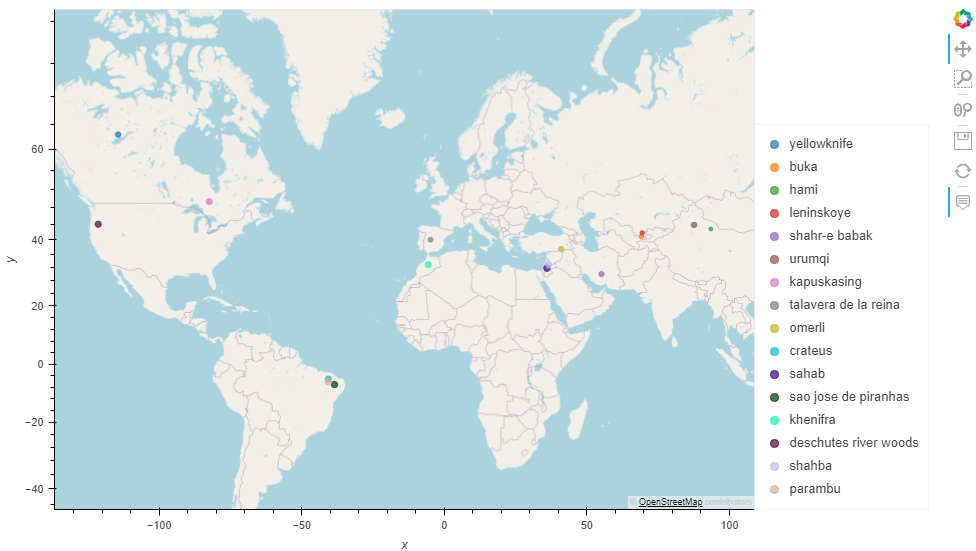 60
40
20
0
−20
−40
y
−100
−50
0
50
100
x
yellowknife
buka
hami
leninskoye
shahr-e babak
urumqi
kapuskasing
talavera de la reina
omerli
crateus
sahab
sao jose de piranhas
khenifra
deschutes river woods
shahba
parambu
© OpenStreetMap contributors